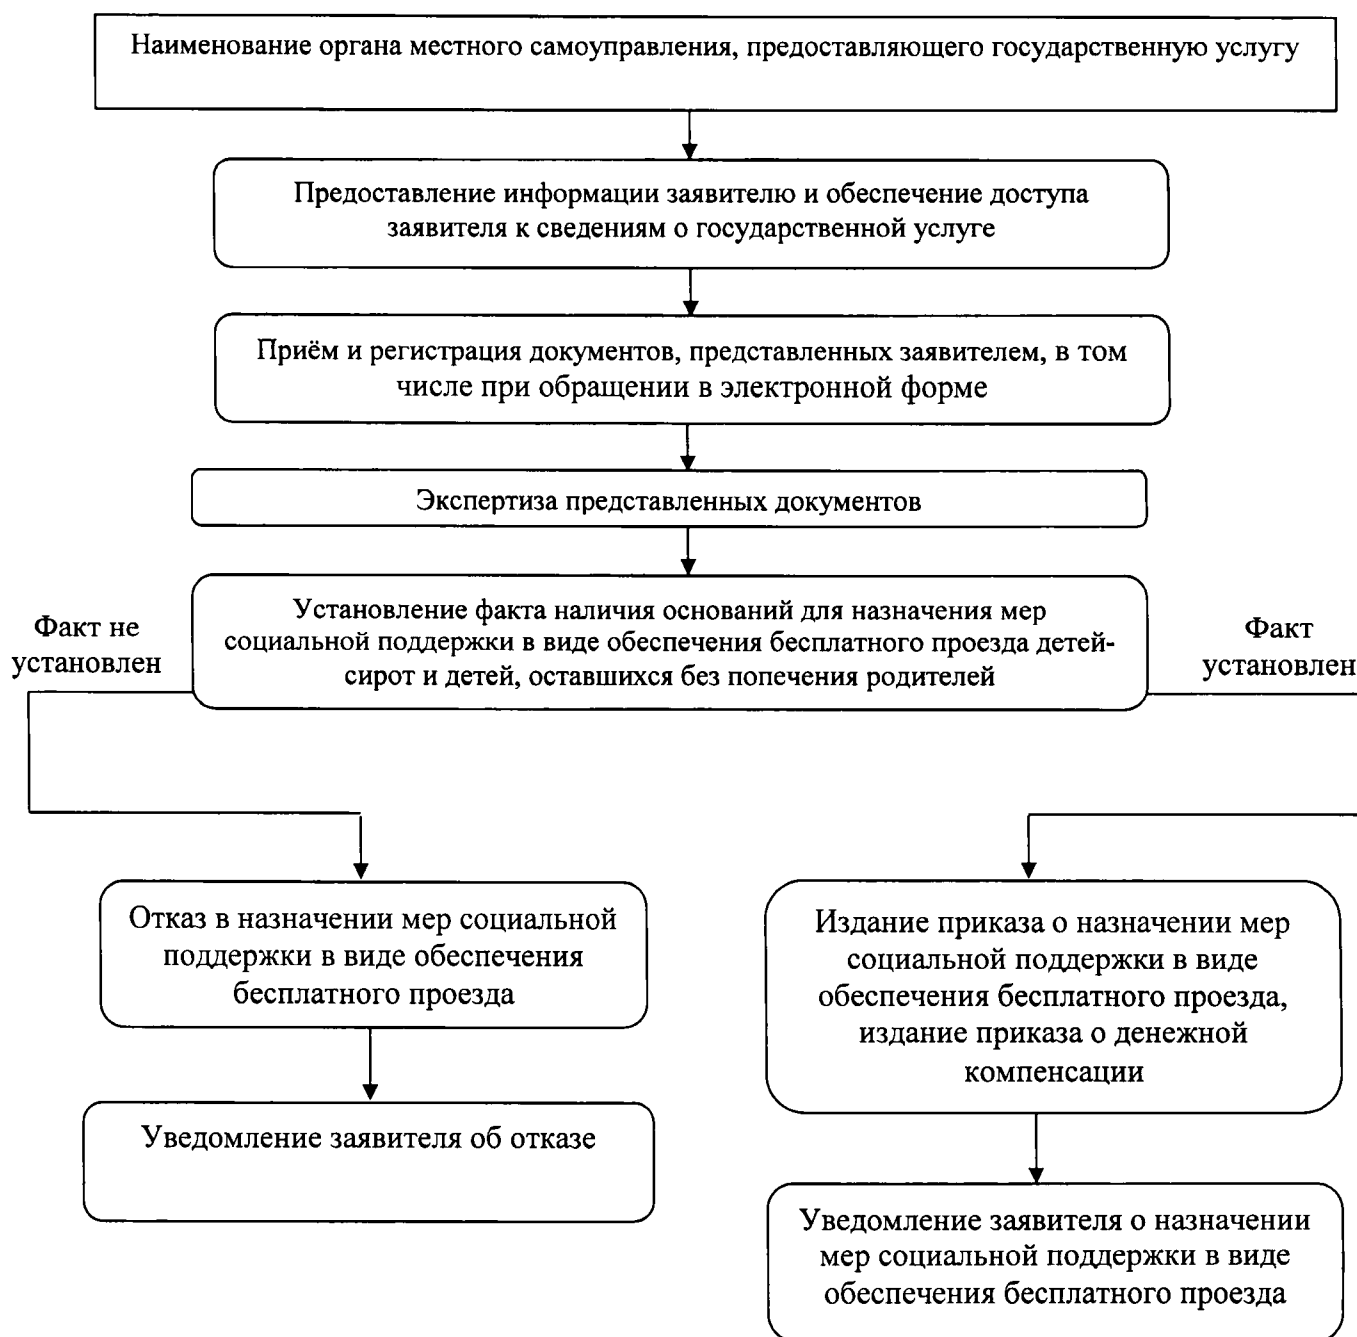 Наименование органа местного самоуправления, предоставляющего государственную услугу
Предоставление информации заявителю и обеспечение доступа
заявителя к сведениям о государственной услуге
Приём и регистрация документов, представленных заявителем, в том
числе при обращении в электронной форме
Экспертиза представленных документов
Установление факта наличия оснований для назначения мер
социальной поддержки в виде обеспечения бесплатного проезда детей-
сирот и детей, оставшихся без попечения родителей
Факт не
установлен
Факт
установлен
Отказ в назначении мер социальной
поддержки в виде обеспечения
бесплатного проезда
Уведомление заявителя об отказе
Издание приказа о назначении мер
социальной поддержки в виде
обеспечения бесплатного проезда,
издание приказа о денежной
компенсации
Уведомление заявителя о назначении
мер социальной поддержки в виде
обеспечения бесплатного проезда